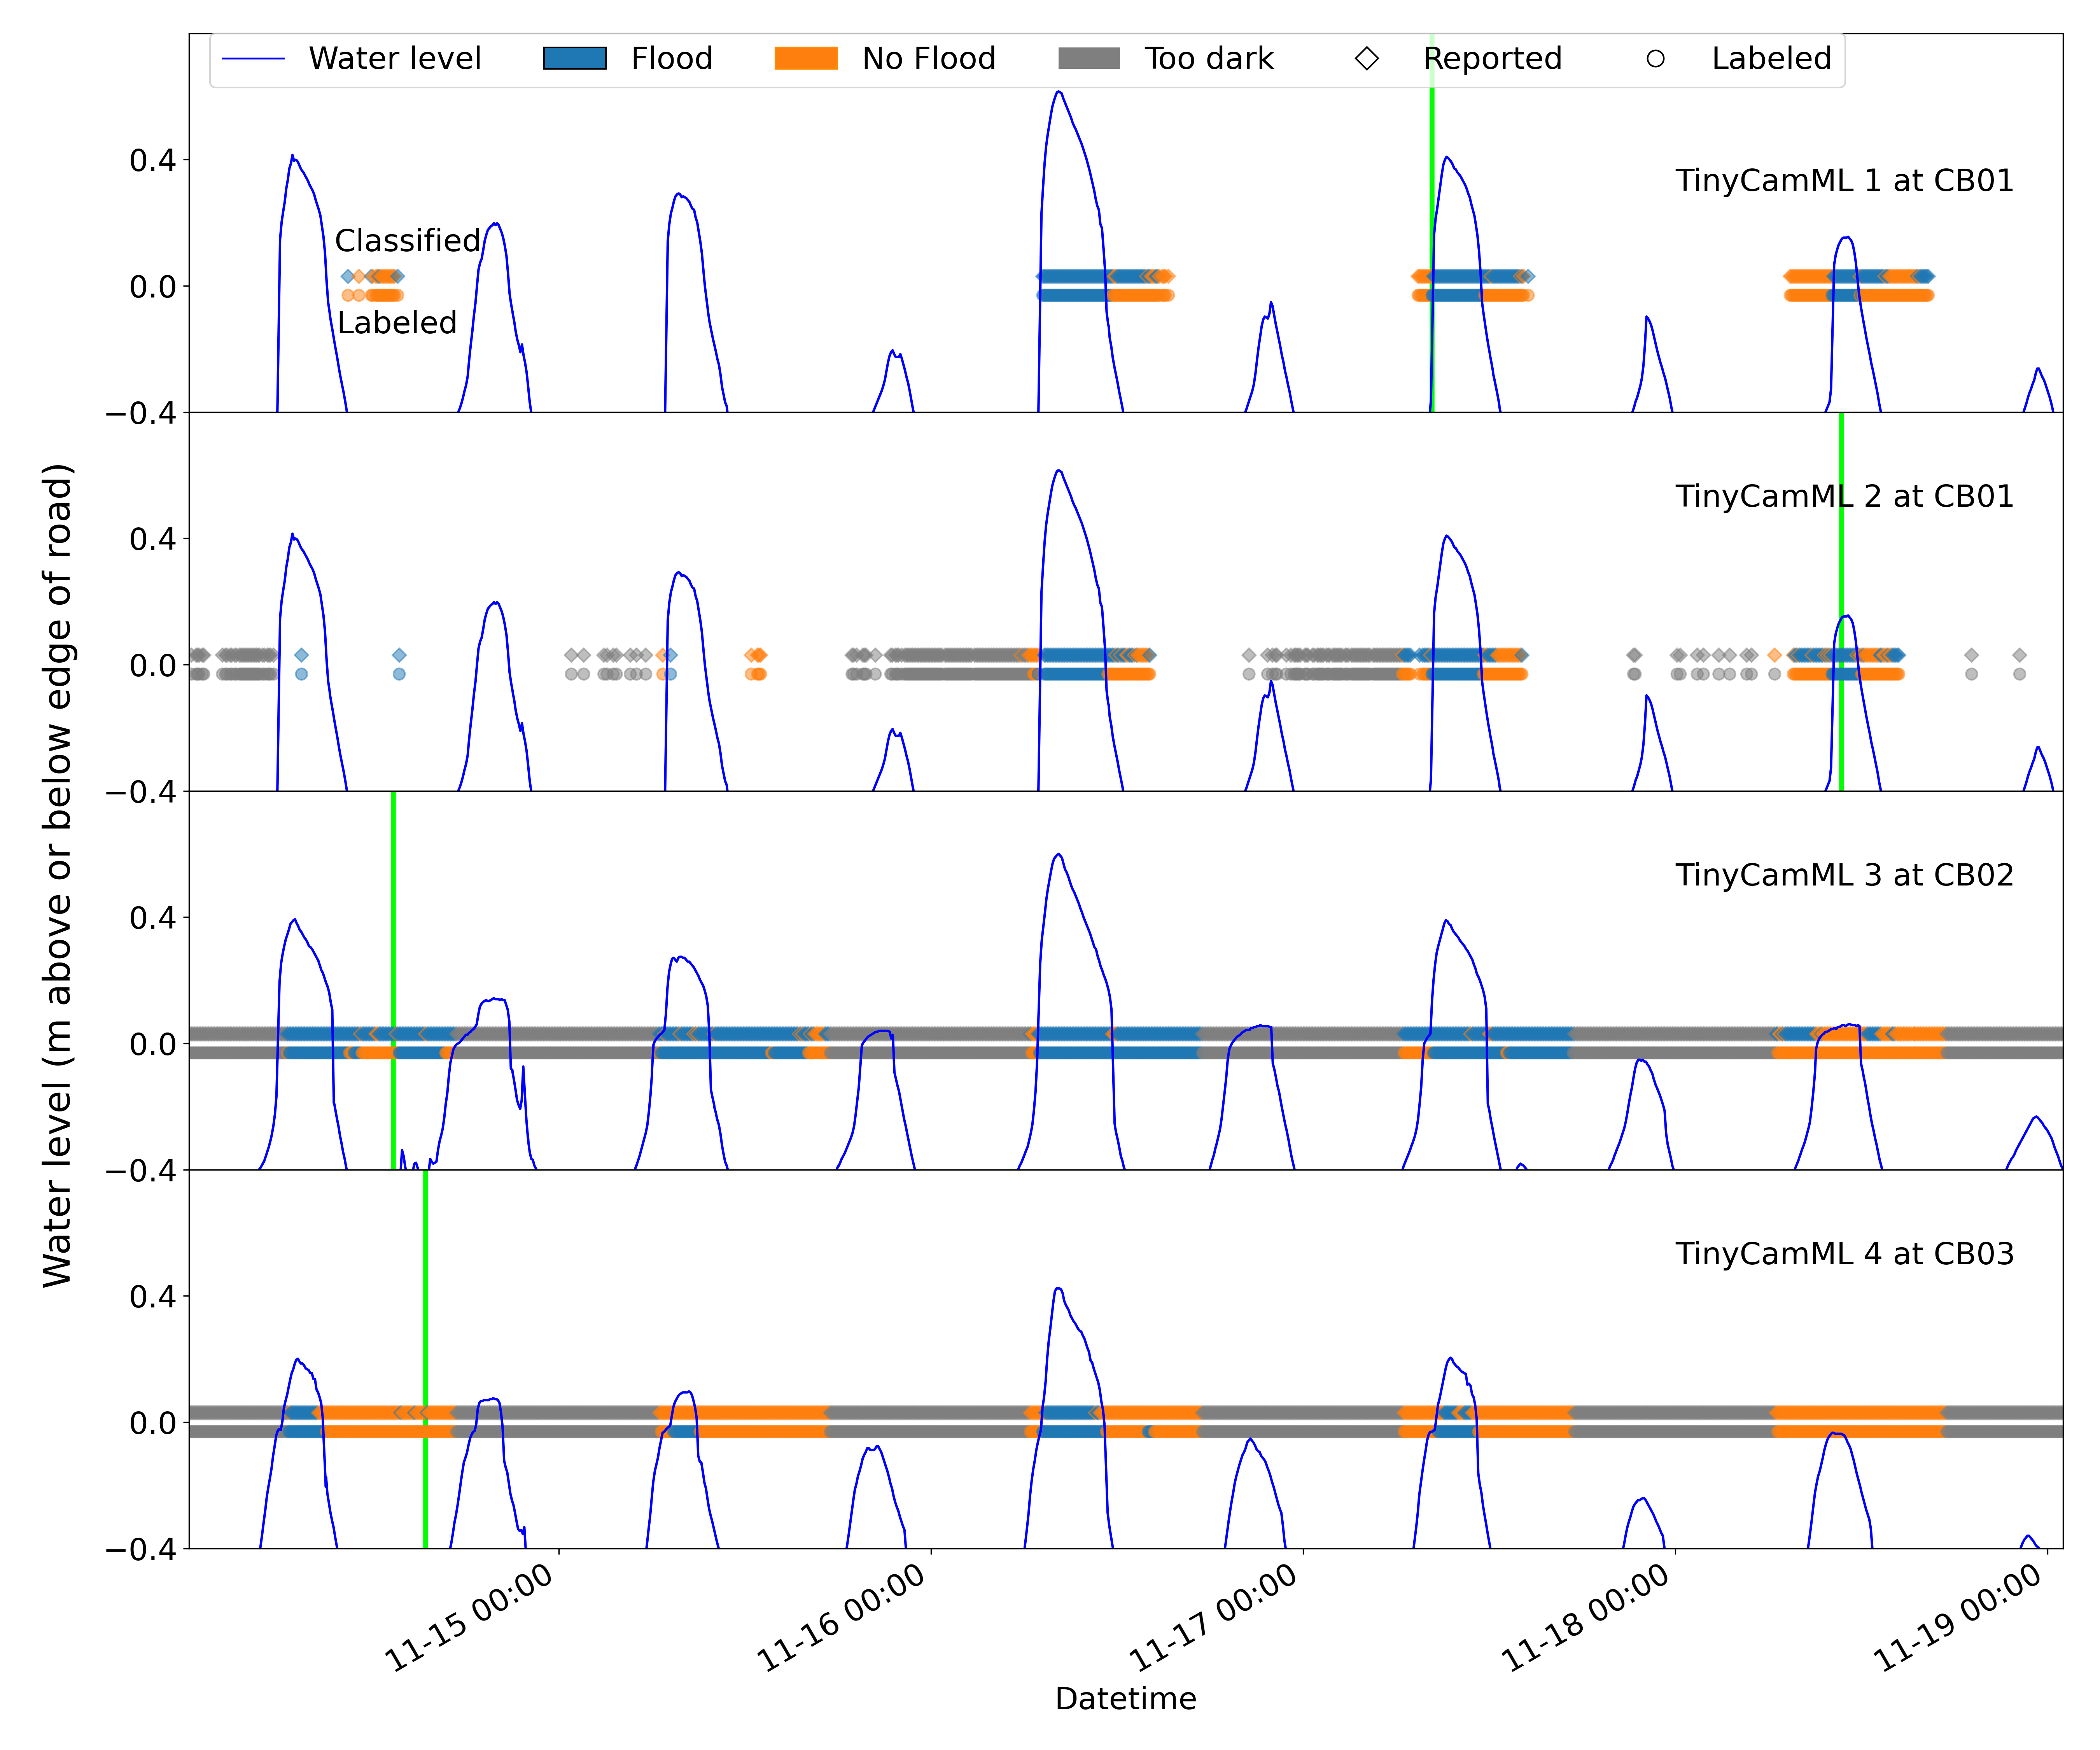 Water level Flood No Flood Too dark Reported Labeled
0.4
TinyCamML 1 at CB01
Classified
0.0
Labeled
−0.4
TinyCamML 2 at CB01
0.4
0.0
−0.4
TinyCamML 3 at CB02
0.4
0.0
−0.4
TinyCamML 4 at CB03
0.4
0.0
−0.4
Water level (m above or below edge of road)
11-15 00:00 11-16 00:00 11-17 00:00 11-18 00:00 11-19 00:00
Datetime